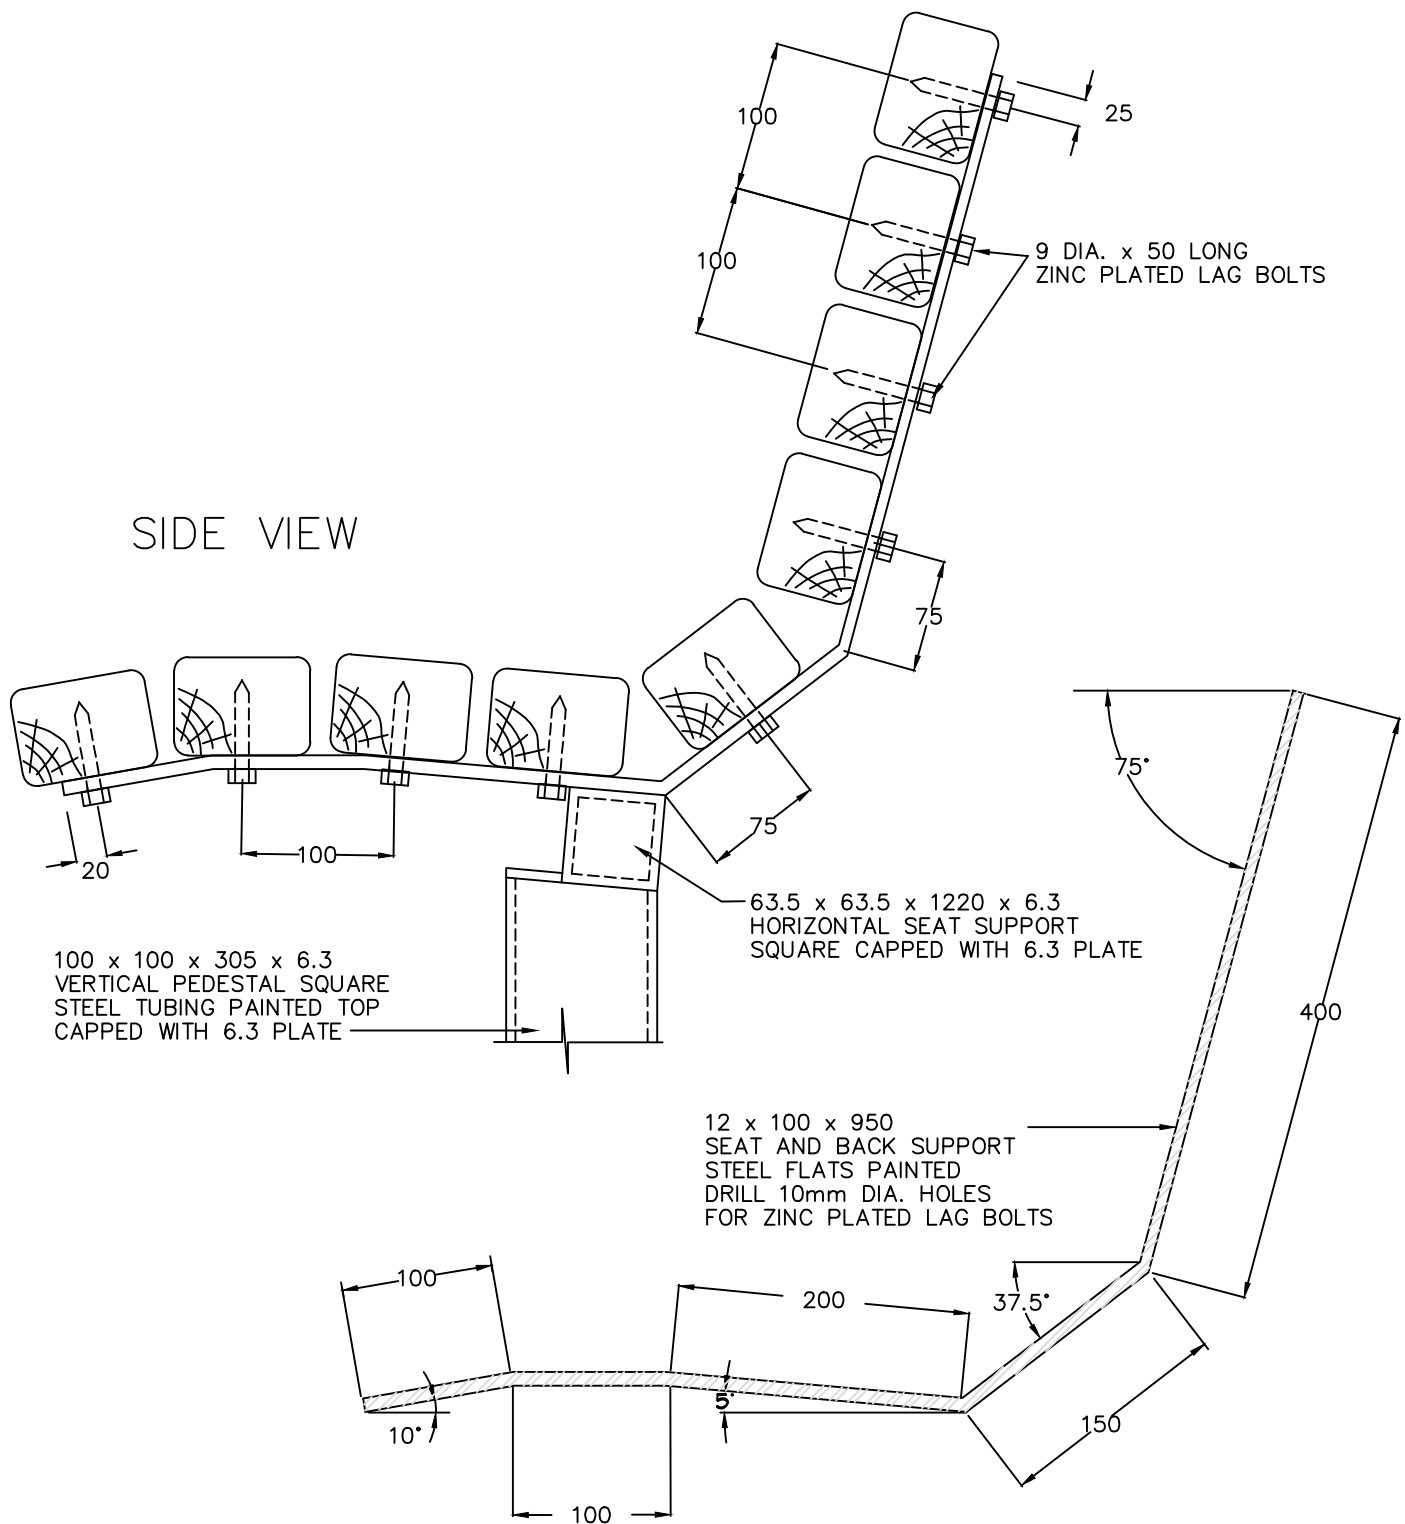 100
25
100
9 DIA. x 50 LONG
ZINC PLATED LAG BOLTS
SIDE VIEW
75
75°
75
100
20
63.5 x 63.5 x 1220 x 6.3
HORIZONTAL SEAT SUPPORT
SQUARE CAPPED WITH 6.3 PLATE
100 x 100 x 305 x 6.3
VERTICAL PEDESTAL SQUARE
STEEL TUBING PAINTED TOP
CAPPED WITH 6.3 PLATE
400
12 x 100 x 950
SEAT AND BACK SUPPORT
STEEL FLATS PAINTED
DRILL 10mm DIA. HOLES
FOR ZINC PLATED LAG BOLTS
100
200
37.5°
5°
10°
150
100